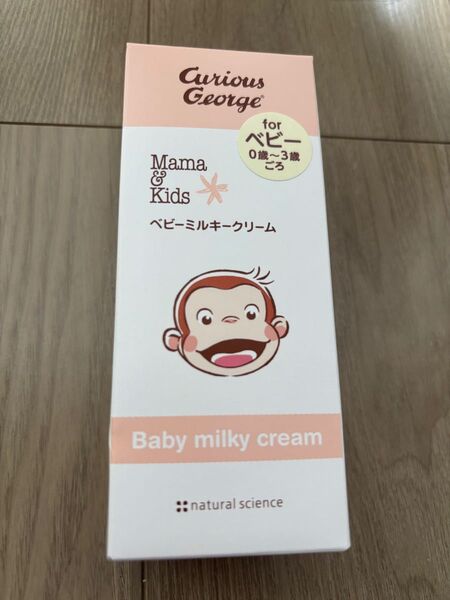 Curious
George®
for
ベビー
0歳~3歳
ごろ
Mama
&
Kids
ベビーミルキークリーム
Baby milky cream
natural science